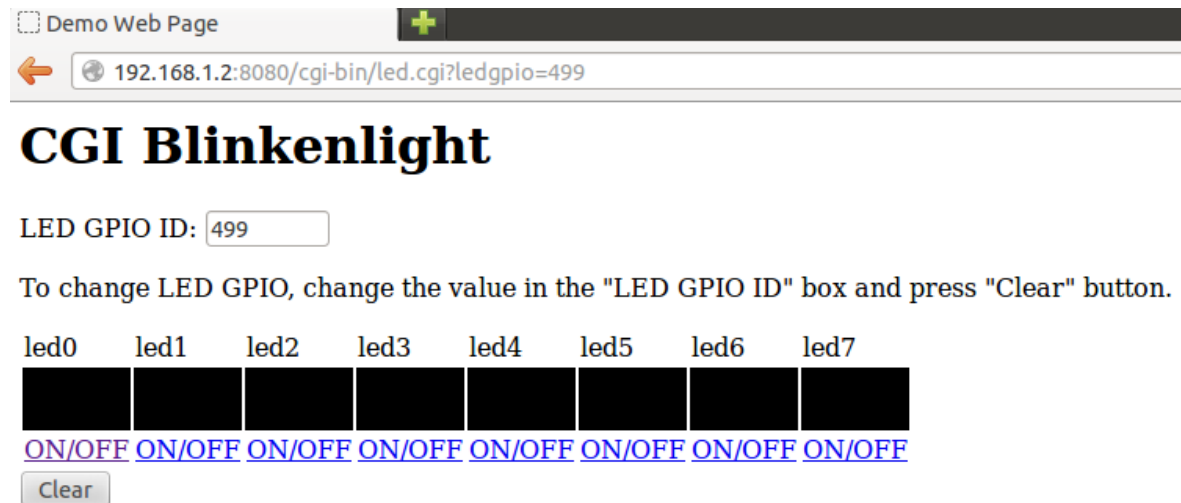 Demo Web Page
192.168.1.2:8080/cgi-bin/led.cgi?ledgpio=499
CGI Blinkenlight
LED GPIO ID: 499
To change LED GPIO, change the value in the "LED GPIO ID" box and press "Clear" button.
led0 led1 led2 led3 led4 led5 led6 led7
ON/OFF ON/OFF ON/OFF ON/OFF ON/OFF ON/OFF ON/OFF ON/OFF
Clear